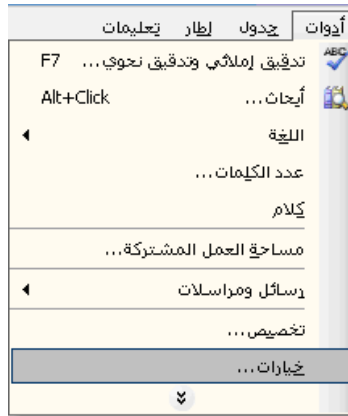 أدوات جدول إطار تعليمات
تدقيق إملائي وتدقيق نحوي... F7
أبحاث... Alt+Click
اللغة
عدد الكلمات...
كلام
مساحة العمل المشتركة...
رسائل ومراسلات
تخصيص...
خيارات...